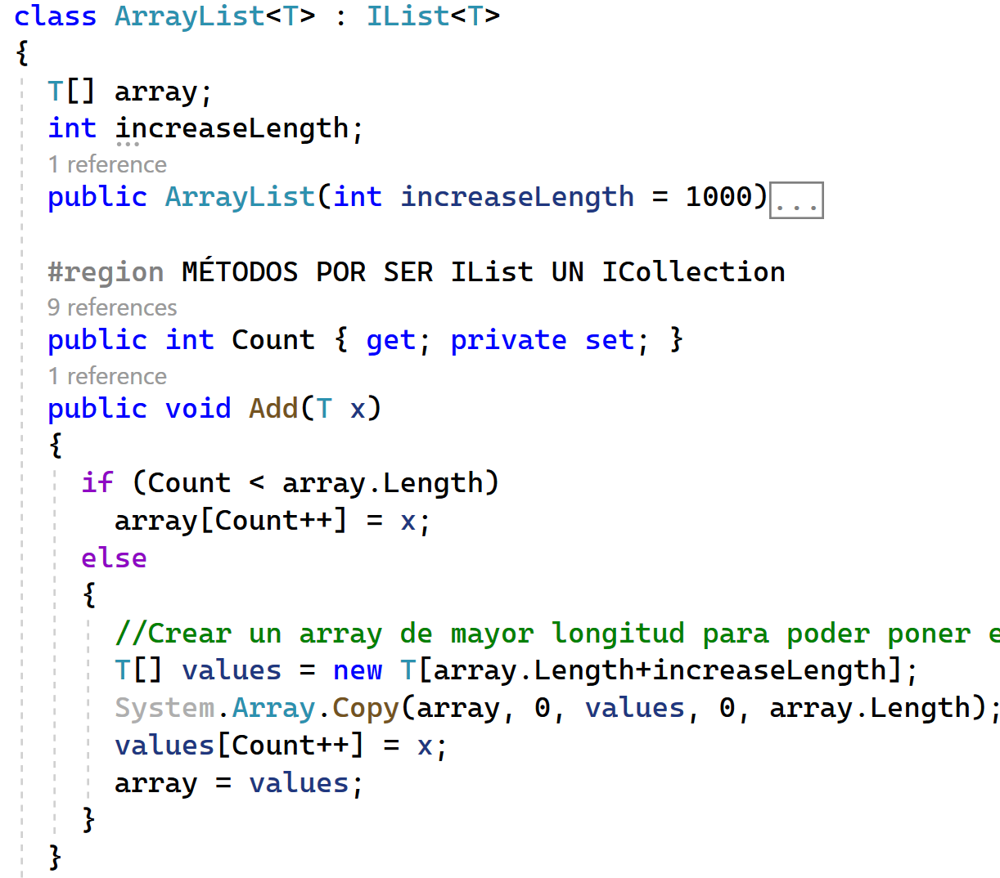 class ArrayList<T> : IList<T>
{
T[] array;
int increaseLength;
1 reference
public ArrayList(int increaseLength = 1000)...
#region MÉTODOS POR SER IList UN ICollection
9 references
public int Count { get; private set; }
1 reference
public void Add(T x)
{
if (Count < array.Length)
array[Count++] = x;
else
{
//Crear un array de mayor longitud para poder poner
T[] values = new T[array.Length+increaseLength];
System.Array.Copy(array, 0, values, 0, array.Length);
values[Count++] = x;
array = values;
}
}